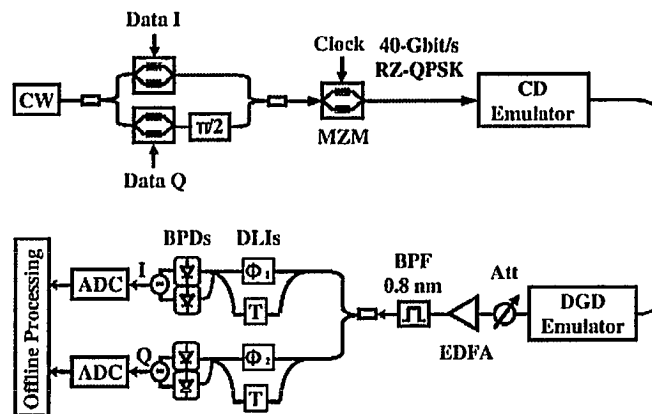 Data I
Clock
40-Gbit/s
RZ-QPSK
CW
π/2
MZM
CD
Emulator
Data Q
Offline Processing
ADC
I
BPDs
DLIs
Φ1
T
BPF
0.8 nm
Att
DGD
Emulator
EDFA
ADC
Q
Φ2
T